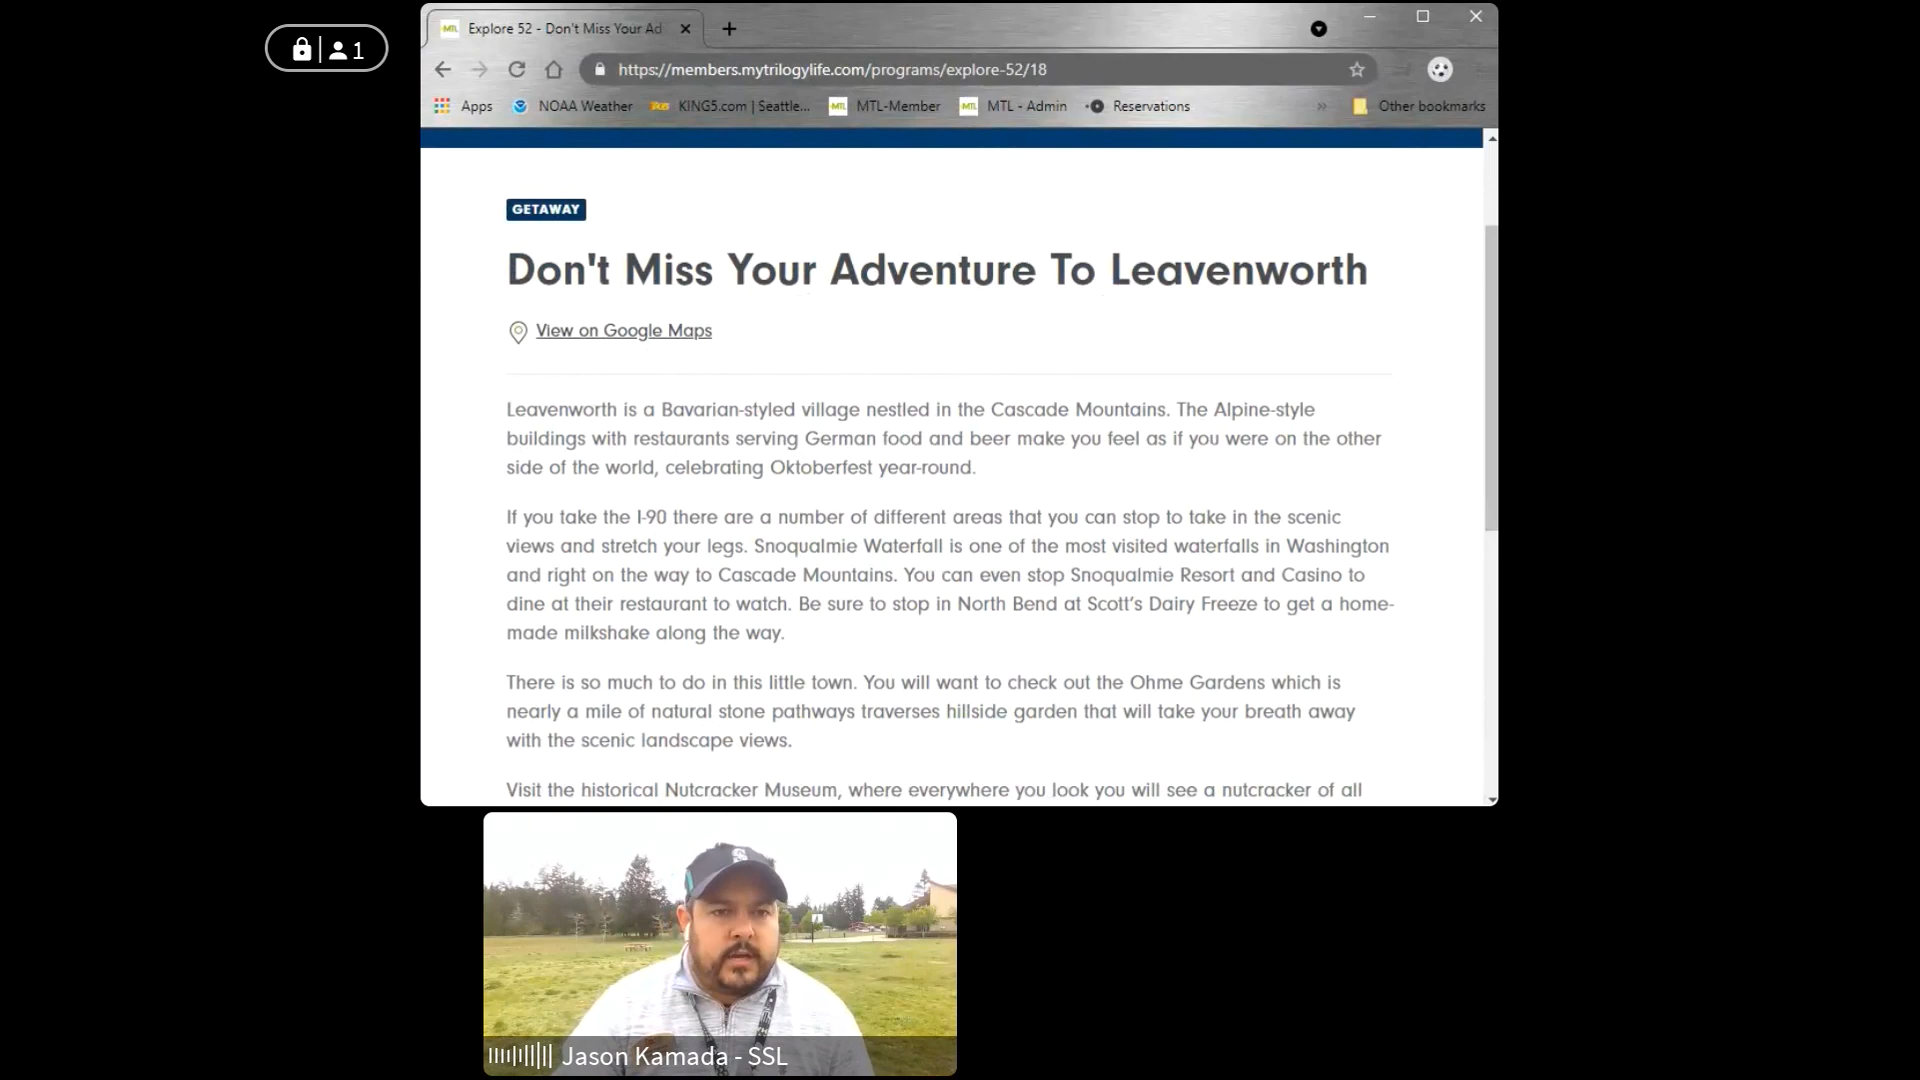 1
MTL Explore 52 - Don't Miss Your Ad
https://members.mytrilogylife.com/programs/explore-52/18
Apps NOAA Weather KING5.com | Seattle... MTL MTL-Member MTL MTL - Admin Reservations » Other bookmarks
GETAWAY
Don't Miss Your Adventure To Leavenworth
View on Google Maps
Leavenworth is a Bavarian-styled village nestled in the Cascade Mountains. The Alpine-style
buildings with restaurants serving German food and beer make you feel as if you were on the other
side of the world, celebrating Oktoberfest year-round.
If you take the I-90 there are a number of different areas that you can stop to take in the scenic
views and stretch your legs. Snoqualmie Waterfall is one of the most visited waterfalls in Washington
and right on the way to Cascade Mountains. You can even stop Snoqualmie Resort and Casino to
dine at their restaurant to watch. Be sure to stop in North Bend at Scott’s Dairy Freeze to get a home-
made milkshake along the way.
There is so much to do in this little town. You will want to check out the Ohme Gardens which is
nearly a mile of natural stone pathways traverses hillside garden that will take your breath away
with the scenic landscape views.
Visit the historical Nutcracker Museum, where everywhere you look you will see a nutcracker of all
Jason Kamada - SSL